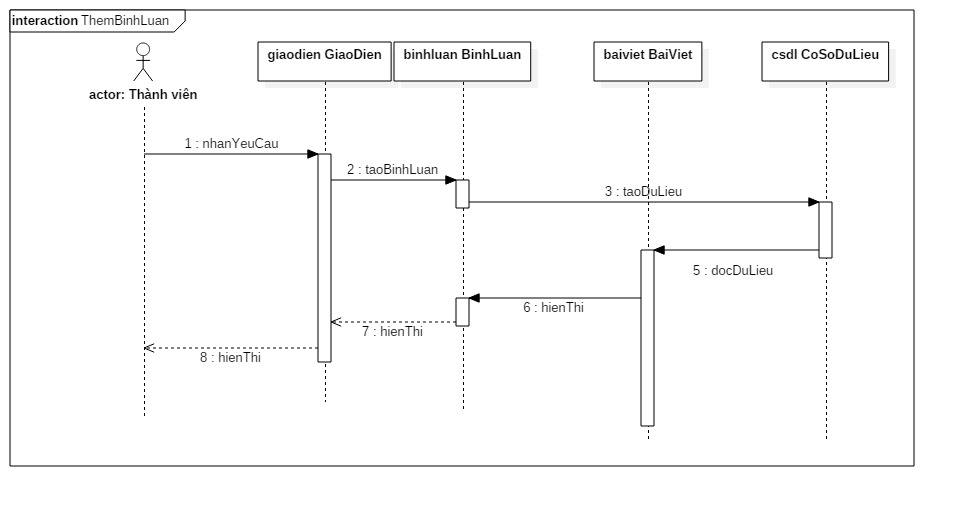 interaction ThemBinhLuan
giaodien GiaoDien
binhluan BinhLuan
baiviet BaiViet
csdl CoSoDuLieu
actor: Thành viên
1 : nhanYeuCau
2 : taoBinhLuan
3 : taoDuLieu
5 : docDuLieu
6 : hienThi
7 : hienThi
8 : hienThi